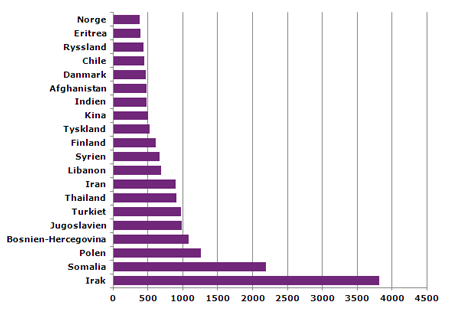 Norge
Eritrea
Ryssland
Chile
Danmark
Afghanistan
Indien
Kina
Tyskland
Finland
Syrien
Libanon
Iran
Thailand
Turkiet
Jugoslavien
Bosnien-Hercegovina
Polen
Somalia
Irak
0 500 1000 1500 2000 2500 3000 3500 4000 4500